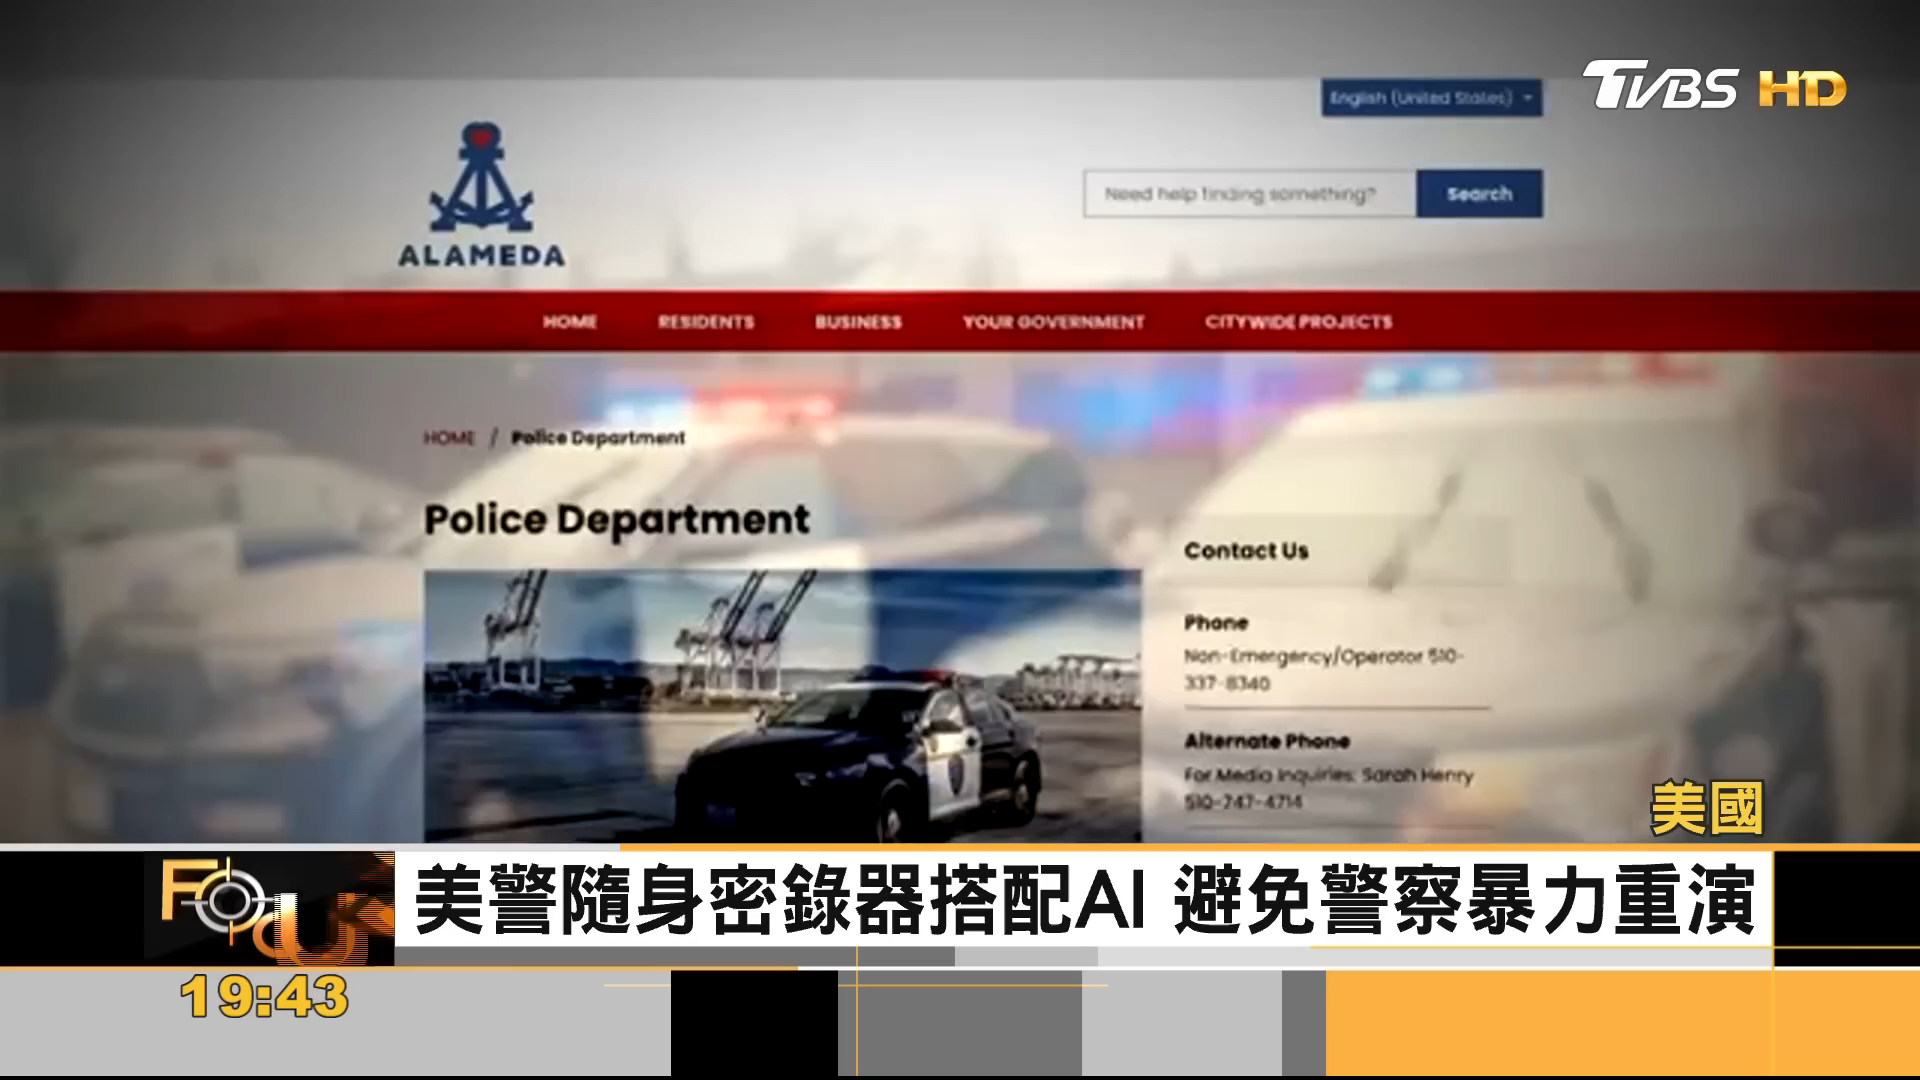 TVBS HD
English (United States)
ALAMEDA
Need help finding something?
Search
HOME
RESIDENTS
BUSINESS
YOUR GOVERNMENT
CITYWIDE PROJECTS
HOME / Police Department
Police Department
Contact Us
Phone
Non-Emergency/Operator 510-
337-8340
Alternate Phone
For Media Inquiries: Sarah Henry
510-747-4714
美國
FOCUS
美警隨身密錄器搭配AI 避免警察暴力重演
19:43